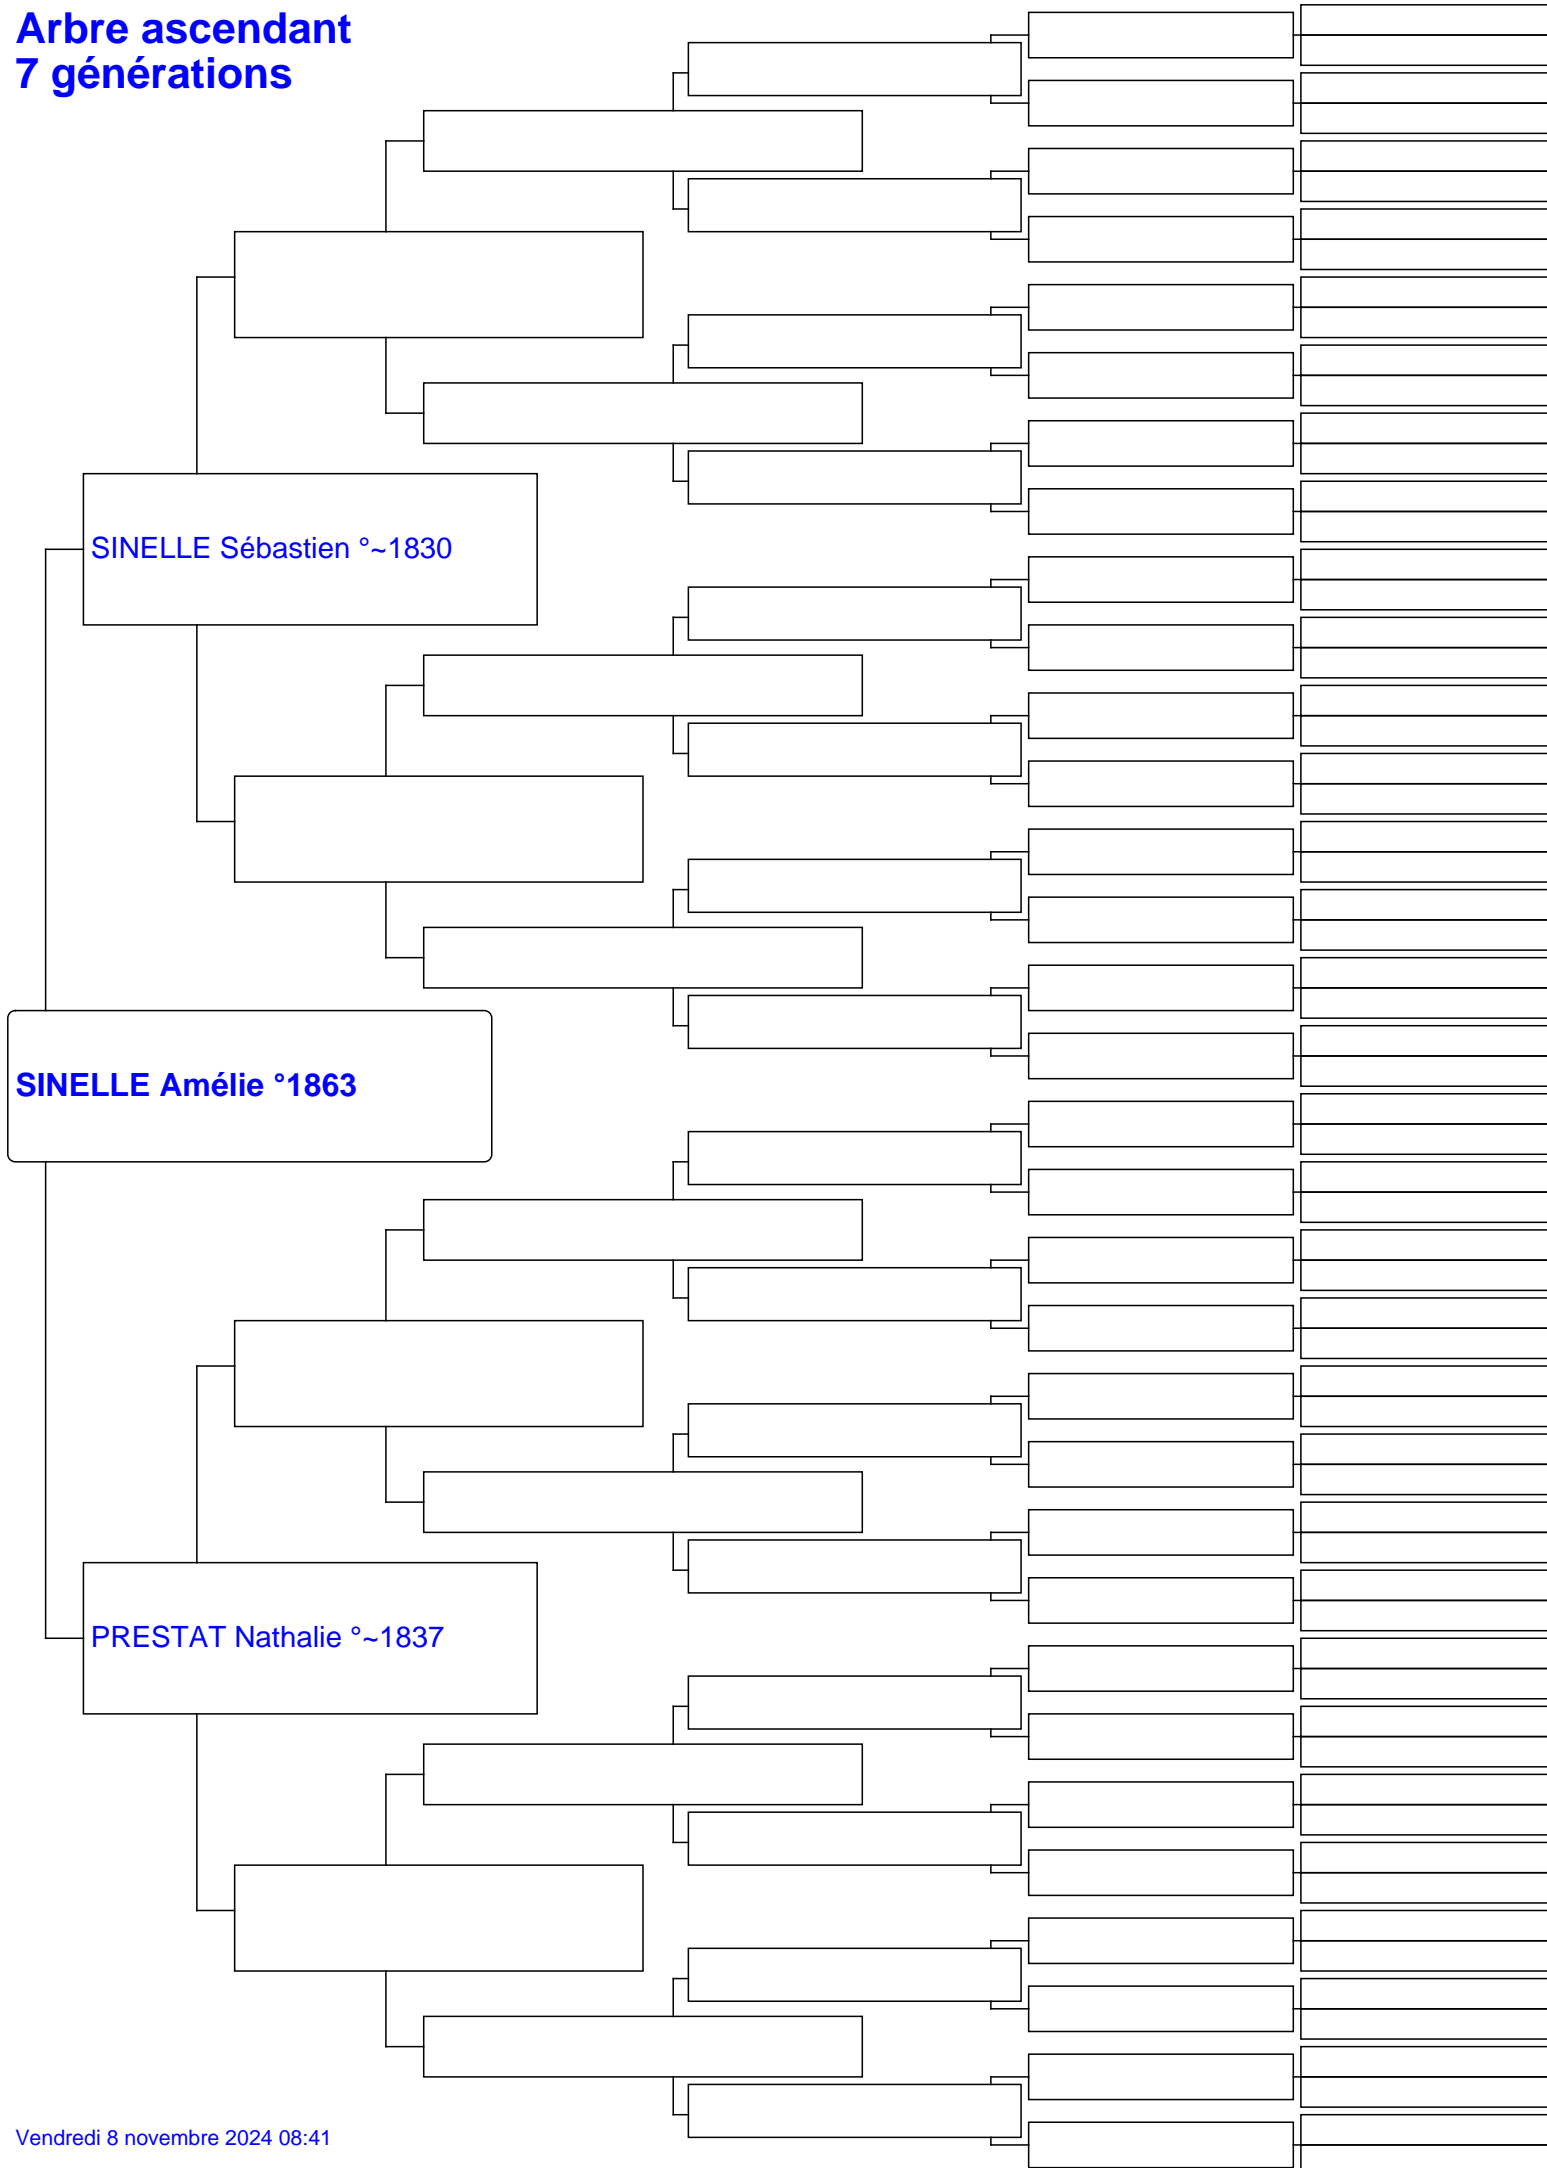 Arbre ascendant
7 générations
SINELLE Sébastien °~1830
SINELLE Amélie °1863
PRESTAT Nathalie °~1837
Vendredi 8 novembre 2024 08:41